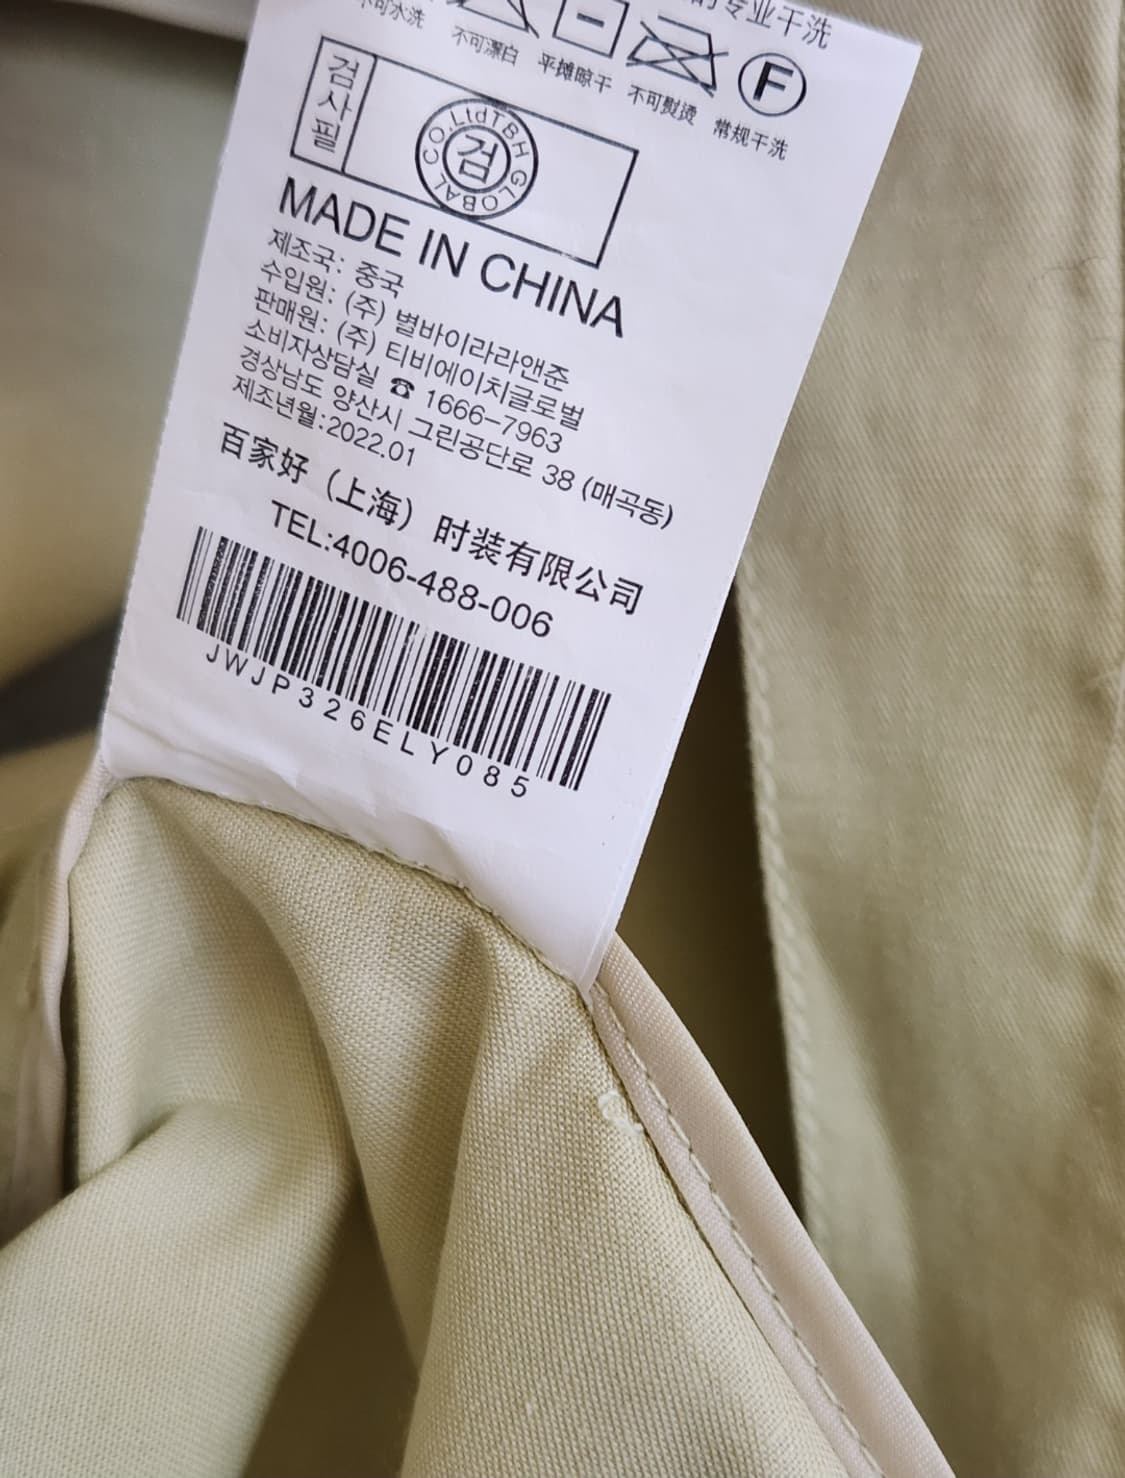 专业干洗
不可水洗 不可漂白 平摊晾干 不可熨烫 常规干洗
F
검사필
CO.,Ltd TBH GLOBAL
검
MADE IN CHINA
제조국: 중국
수입원: (주) 별바이라라앤준
판매원: (주) 티비에이치글로벌
소비자상담실 ☎ 1666-7963
경상남도 양산시 그린공단로 38 (매곡동)
제조년월:2022.01
百家好（上海）时装有限公司
TEL:4006-488-006
JWJP326ELY085